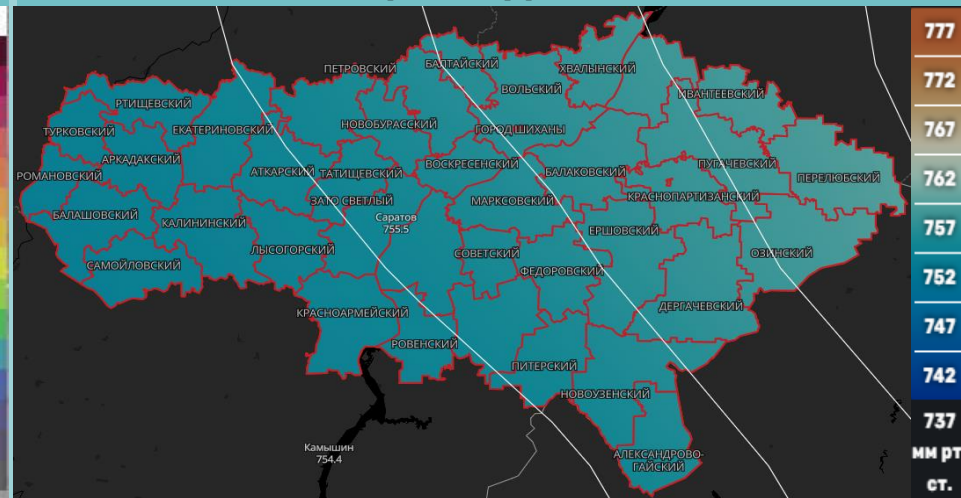 ПЕТРОВСКИЙ
БАЛТАЙСКИЙ
ХВАЛЫНСКИЙ
ВОЛЬСКИЙ
ИВАНТЕЕВСКИЙ
РТИЩЕВСКИЙ
ТУРКОВСКИЙ
ЕКАТЕРИНОВСКИЙ
НОВОБУРАССКИЙ
ГОРОД ШИХАНЫ
АРКАДАКСКИЙ
РОМАНОВСКИЙ
АТКАРСКИЙ
ТАТИЩЕВСКИЙ
ВОСКРЕСЕНСКИЙ
БАЛАКОВСКИЙ
ПУГАЧЕВСКИЙ
ПЕРЕЛЮБСКИЙ
ЗАТО СВЕТЛЫЙ
МАРКСОВСКИЙ
КРАСНОПАРТИЗАНСКИЙ
БАЛАШОВСКИЙ
КАЛИНИНСКИЙ
Саратов
755.5
ЕРШОВСКИЙ
ЛЫСОГОРСКИЙ
СОВЕТСКИЙ
ОЗИНСКИЙ
САМОЙЛОВСКИЙ
ФЕДОРОВСКИЙ
КРАСНОАРМЕЙСКИЙ
ДЕРГАЧЕВСКИЙ
РОВЕНСКИЙ
ПИТЕРСКИЙ
НОВОУЗЕНСКИЙ
Камышин
754.4
АЛЕКСАНДРОВО-
ГАЙСКИЙ
777
772
767
762
757
752
747
742
737
мм рт
ст.